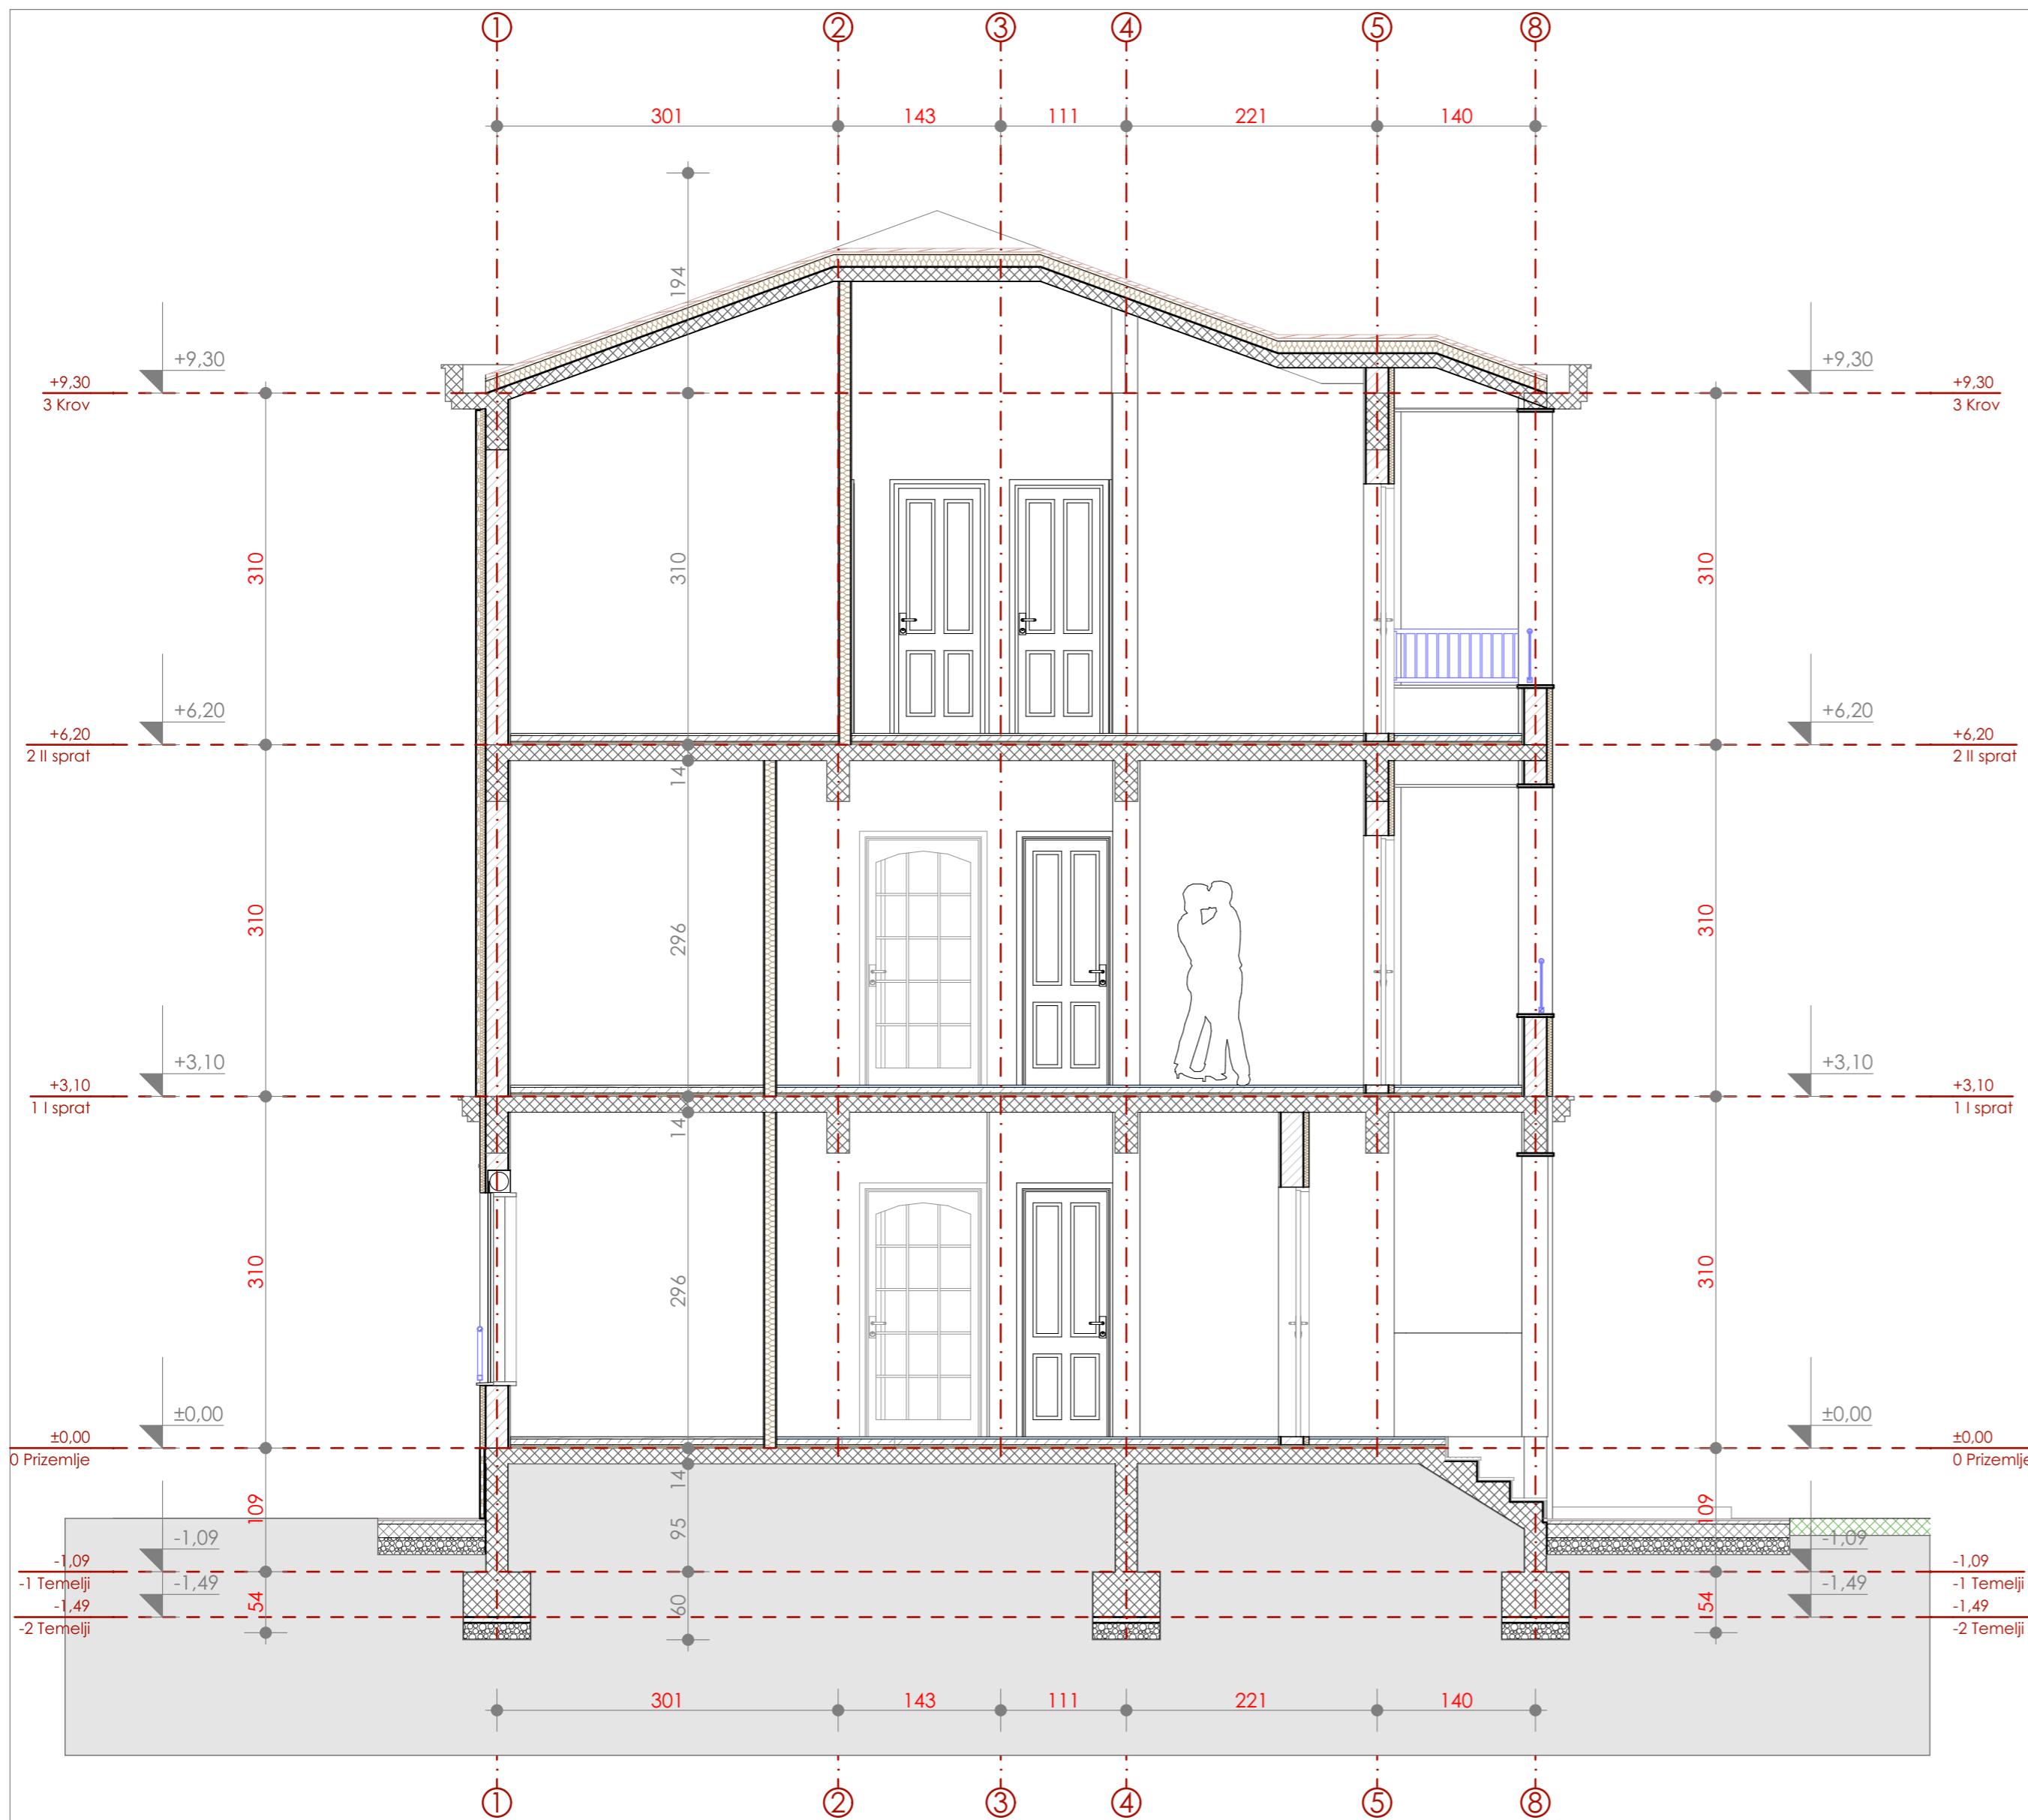 1 2 3 4 5 8
301 143 111 221 140
194
+9,30 +9,30
+9,30
3 Krov
+9,30
3 Krov
310 310 310
+6,20 +6,20
+6,20
2 II sprat
+6,20
2 II sprat
14
310 296 310
+3,10 +3,10
+3,10
1 I sprat
+3,10
1 I sprat
14
310 296 310
±0,00 ±0,00
±0,00
0 Prizemlje
±0,00
0 Prizemlje
14
109 95 109
-1,09 -1,09
-1,09
-1 Temelji
-1,09
-1 Temelji
-1,49 -1,49
54 60 54
-1,49
-2 Temelji
-1,49
-2 Temelji
301 143 111 221 140
1 2 3 4 5 8